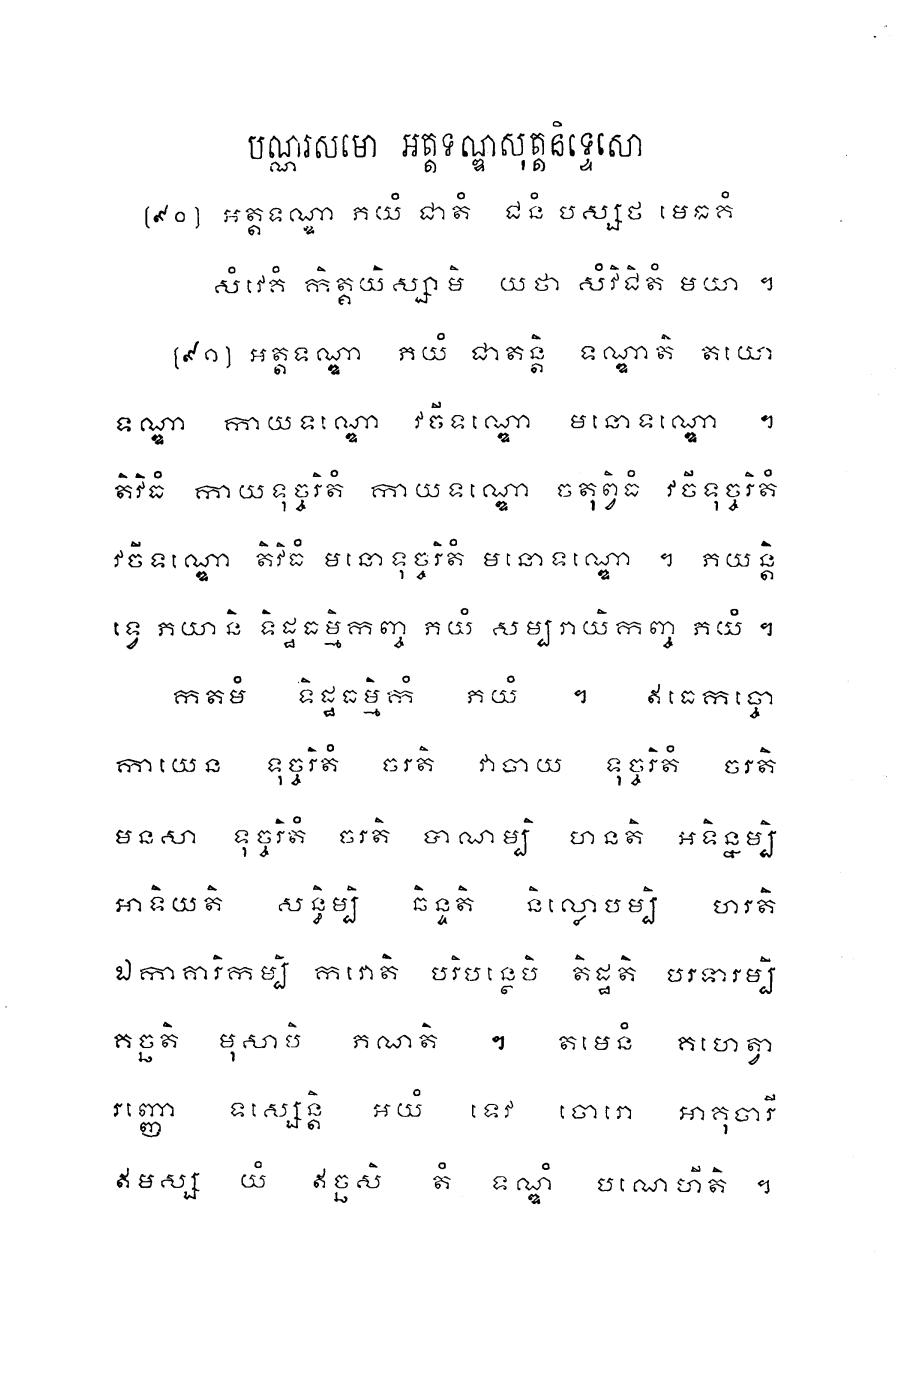 បណ្ណរសមោ អត្តទណ្ឌសុត្តនិទ្ទេសោ
(៩០) អត្តទណ្ឌា ភយំ ជាតំ ជនំ បស្សថ មេធកំ
សំវេគំ កិត្តយិស្សាមិ យថា សំវិជិតំ មយា ។
(៩១) អត្តទណ្ឌា ភយំ ជាតន្តិ ទណ្ឌាតិ តយោ
ទណ្ឌា កាយទណ្ឌោ វចីទណ្ឌោ មនោទណ្ឌោ ។
តិវិធំ កាយទុច្ចរិតំ កាយទណ្ឌោ ចតុព្វិធំ វចីទុច្ចរិតំ
វចីទណ្ឌោ តិវិធំ មនោទុច្ចរិតំ មនោទណ្ឌោ ។ ភយន្តិ
ទ្វេ ភយានិ ទិដ្ឋធម្មិកញ្ច ភយំ សម្បរាយិកញ្ច ភយំ ។
កតមំ ទិដ្ឋធម្មិកំ ភយំ ។ ឥធេកច្ចោ
កាយេន ទុច្ចរិតំ ចរតិ វាចាយ ទុច្ចរិតំ ចរតិ
មនសា ទុច្ចរិតំ ចរតិ បាណម្បិ ហនតិ អទិន្នម្បិ
អាទិយតិ សន្ធិម្បិ ឆិន្ទតិ និល្លោបម្បិ ហរតិ
ឯកាគារិកម្បិ ករោតិ បរិបន្ថេបិ តិដ្ឋតិ បរទារម្បិ
គច្ឆតិ មុសាបិ ភណតិ ។ តមេនំ គហេត្វា
រញ្ញោ ទស្សេន្តិ អយំ ទេវ ចោរោ អាគុចារី
ឥមស្ស យំ ឥច្ឆសិ តំ ទណ្ឌំ បណេហីតិ ។